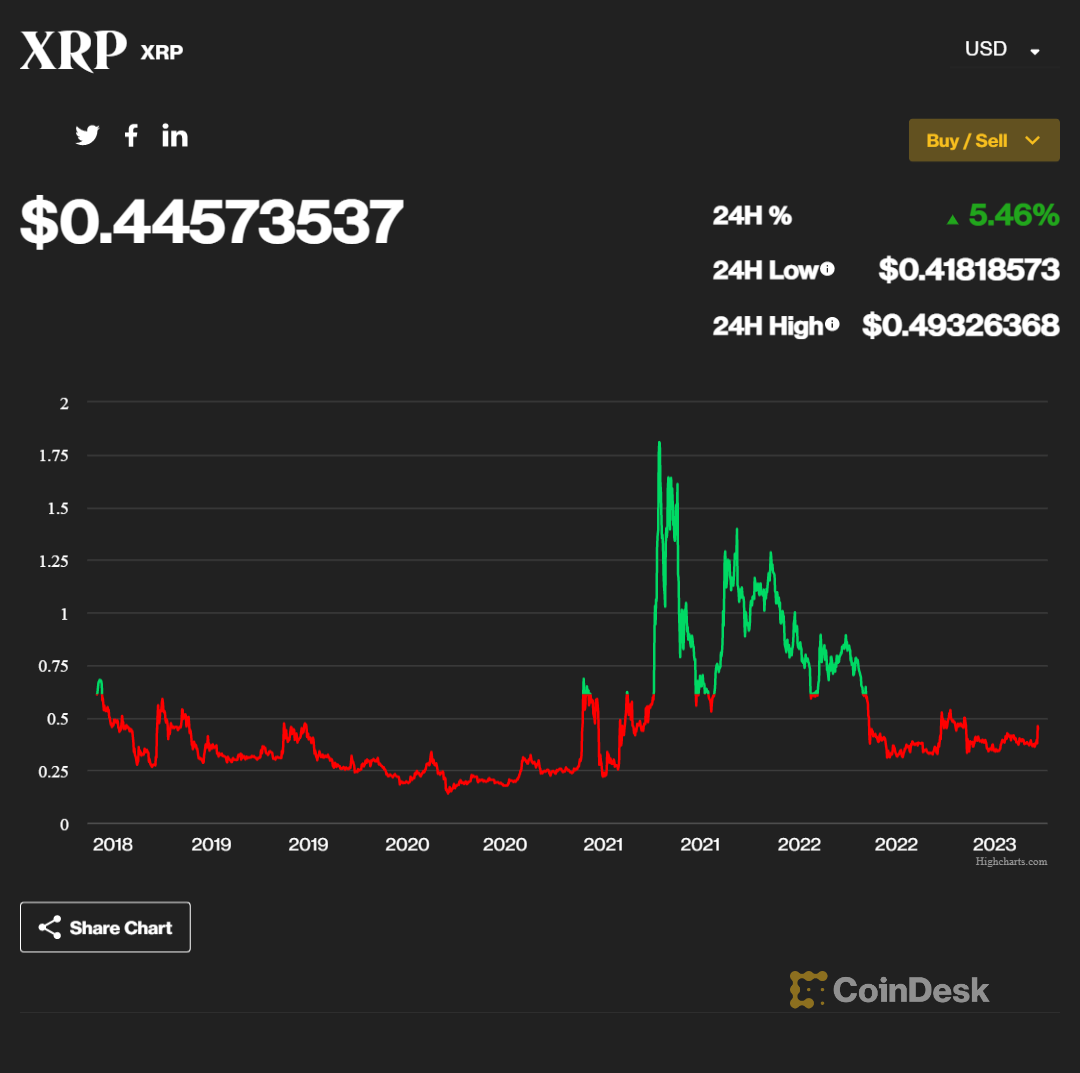 XRP XRP
USD
Buy / Sell
$0.44573537
24H % ▲ 5.46%
24H Low $0.41818573
24H High $0.49326368
2
1.75
1.5
1.25
1
0.75
0.5
0.25
0
2018 2019 2019 2020 2020 2021 2021 2022 2022 2023
Highcharts.com
Share Chart
CoinDesk